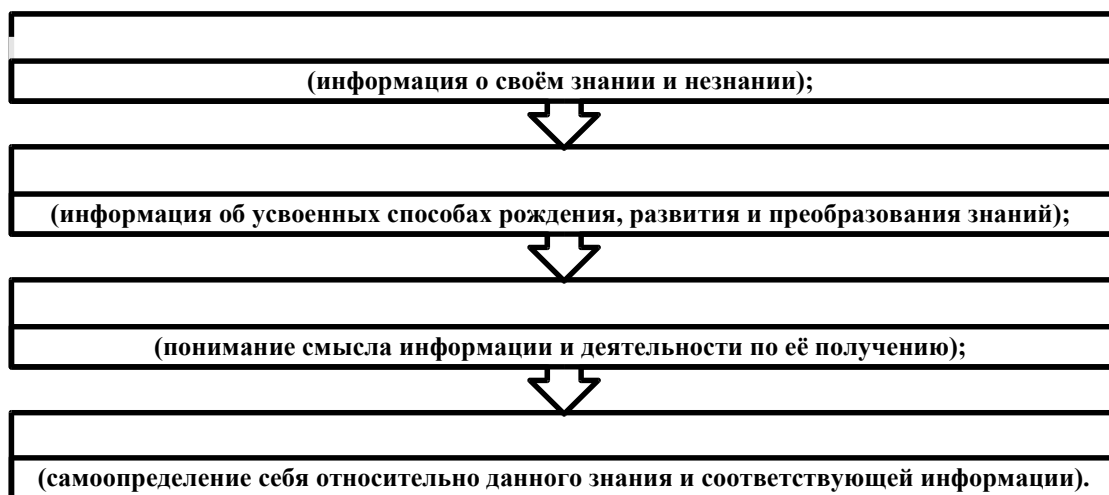 (информация о своём знании и незнании);
(информация об усвоенных способах рождения, развития и преобразования знаний);
(понимание смысла информации и деятельности по её получению);
(самоопределение себя относительно данного знания и соответствующей информации).